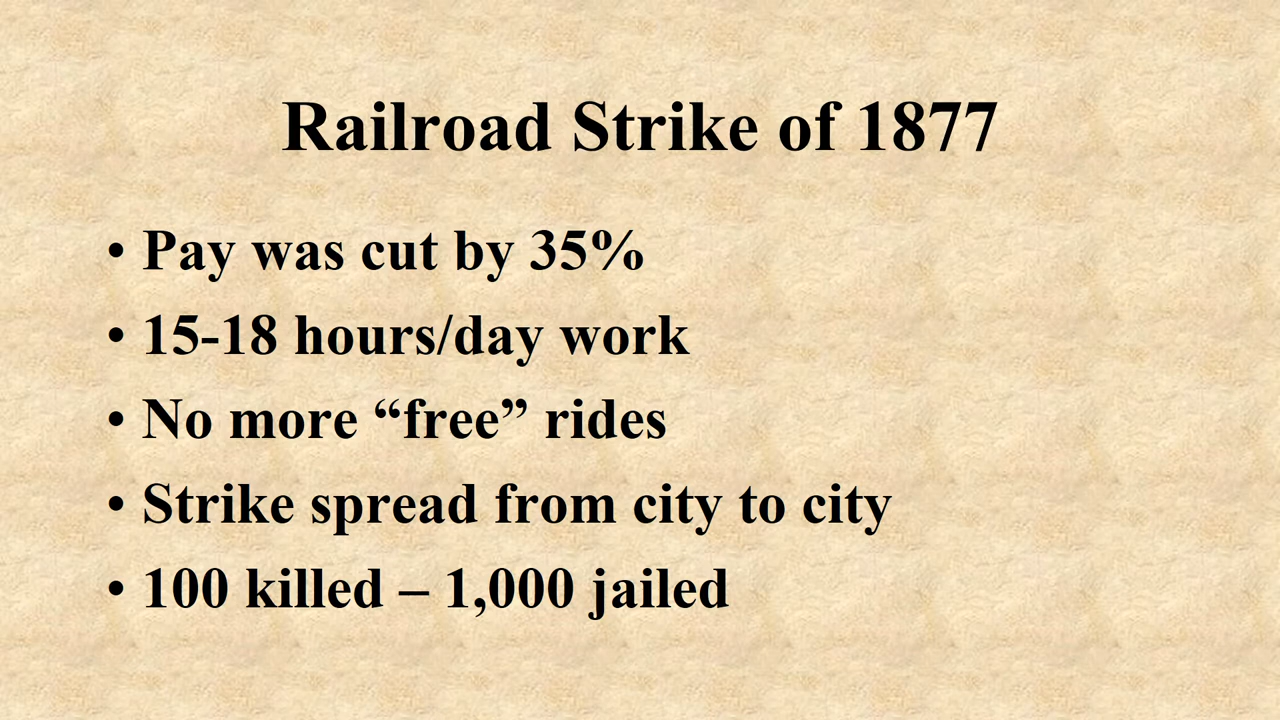 Railroad Strike of 1877
• Pay was cut by 35%
• 15-18 hours/day work
• No more “free” rides
• Strike spread from city to city
• 100 killed – 1,000 jailed